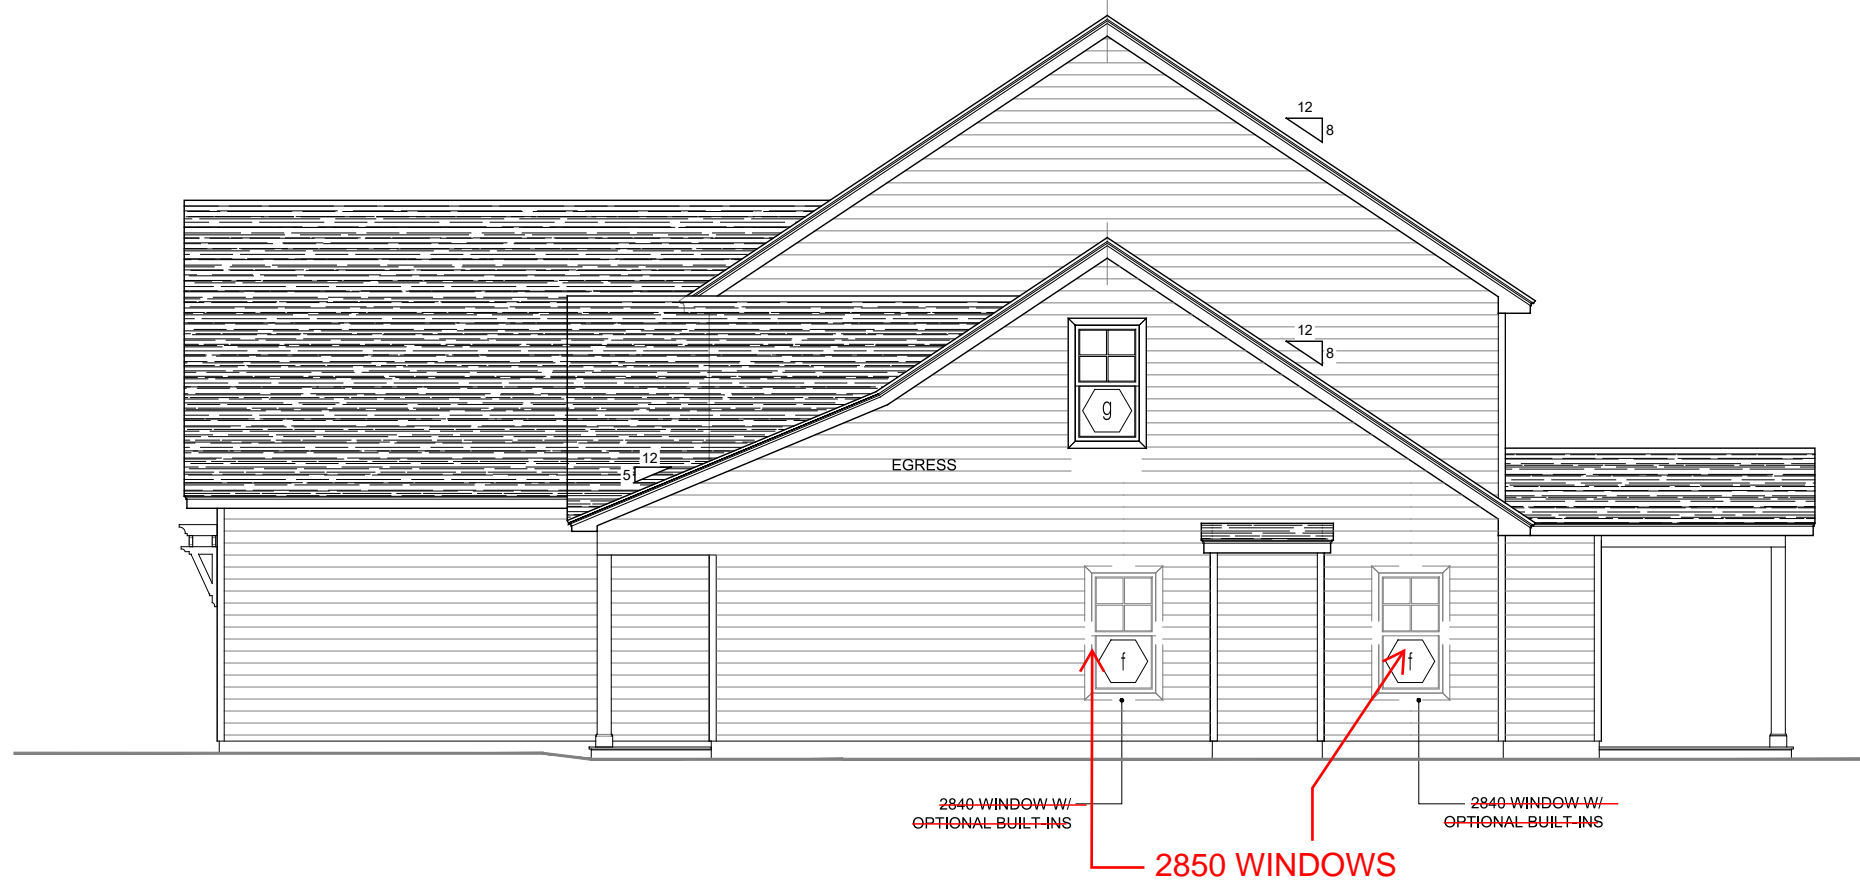 12
8
12
8
g
12
5
EGRESS
f
f
2840 WINDOW W/
OPTIONAL BUILT-INS
2840 WINDOW W/
OPTIONAL BUILT-INS
2850 WINDOWS